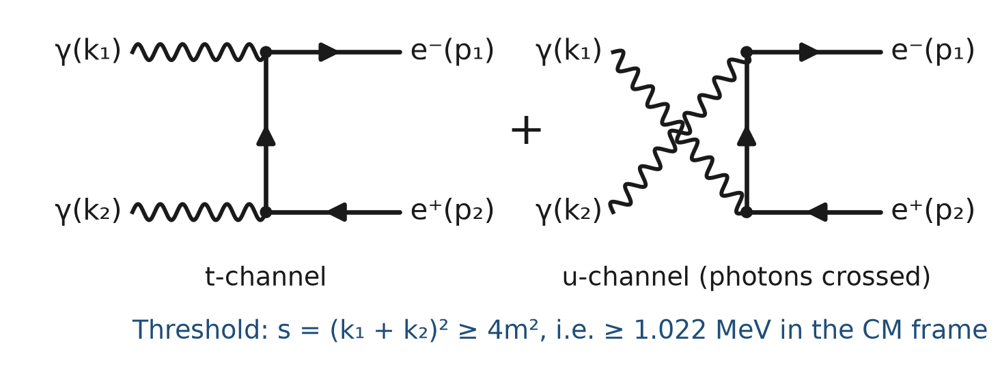 γ(k₁) e⁻(p₁) γ(k₁) e⁻(p₁)
+
γ(k₂) e⁺(p₂) γ(k₂) e⁺(p₂)
t-channel u-channel (photons crossed)
Threshold: s = (k₁ + k₂)² ≥ 4m², i.e. ≥ 1.022 MeV in the CM frame